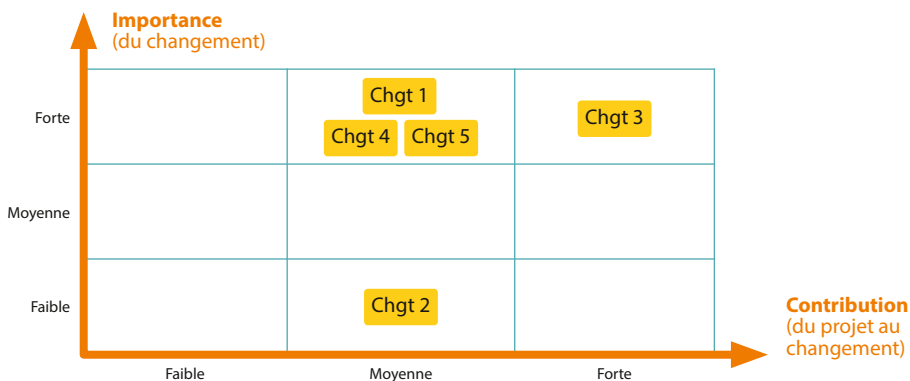 Importance
(du changement)
Forte
Chgt 1
Chgt 4
Chgt 5
Chgt 3
Moyenne
Faible
Chgt 2
Contribution
(du projet au
changement)
Faible
Moyenne
Forte